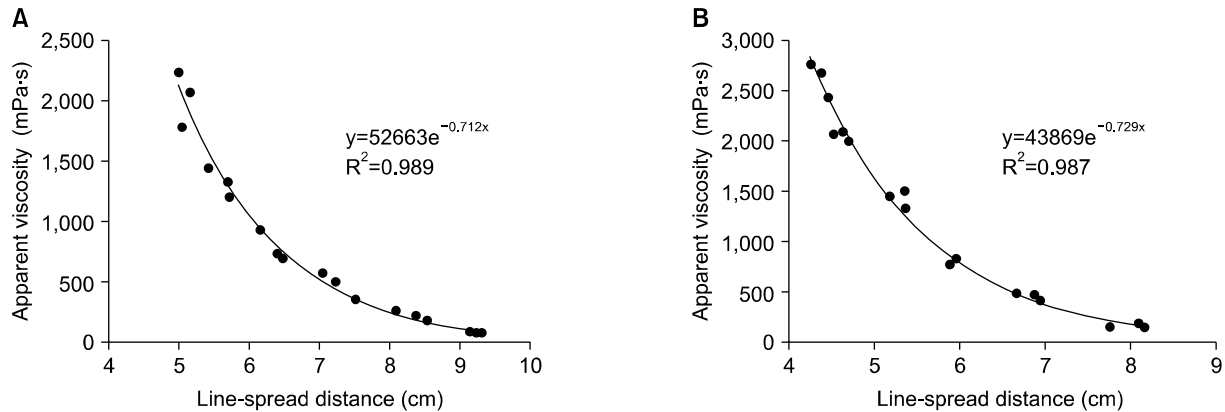 A
Apparent viscosity (mPa·s)
2,500
2,000
1,500
1,000
500
0
y=52663e^−0.712x
R²=0.989
4 5 6 7 8 9 10
Line-spread distance (cm)
B
Apparent viscosity (mPa·s)
3,000
2,500
2,000
1,500
1,000
500
0
y=43869e^−0.729x
R²=0.987
4 5 6 7 8 9
Line-spread distance (cm)